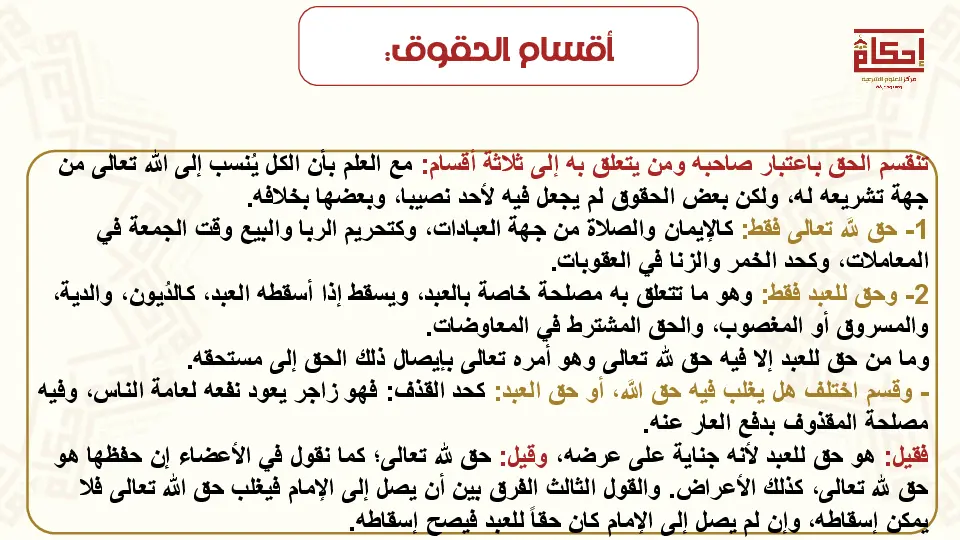 أقسام الحقوق:
إحكام
مركز للعلوم الشرعية
تنقسم الحق باعتبار صاحبه ومن يتعلق به إلى ثلاثة أقسام: مع العلم بأن الكل يُنسب إلى الله تعالى من
جهة تشريعه له، ولكن بعض الحقوق لم يجعل فيه لأحد نصيبا، وبعضها بخلافه.
1- حق لله تعالى فقط: كالإيمان والصلاة من جهة العبادات، وكتحريم الربا والبيع وقت الجمعة في
المعاملات، وكحد الخمر والزنا في العقوبات.
2- وحق للعبد فقط: وهو ما تتعلق به مصلحة خاصة بالعبد، ويسقط إذا أسقطه العبد، كالدُيون، والدية،
والمسروق أو المغصوب، والحق المشترط في المعاوضات.
وما من حق للعبد إلا فيه حق لله تعالى وهو أمره تعالى بإيصال ذلك الحق إلى مستحقه.
- وقسم اختلف هل يغلب فيه حق الله، أو حق العبد: كحد القذف: فهو زاجر يعود نفعه لعامة الناس، وفيه
مصلحة المقذوف بدفع العار عنه.
فقيل: هو حق للعبد لأنه جناية على عرضه، وقيل: حق لله تعالى؛ كما نقول في الأعضاء إن حفظها هو
حق لله تعالى، كذلك الأعراض. والقول الثالث الفرق بين أن يصل إلى الإمام فيغلب حق الله تعالى فلا
يمكن إسقاطه، وإن لم يصل إلى الإمام كان حقاً للعبد فيصح إسقاطه.